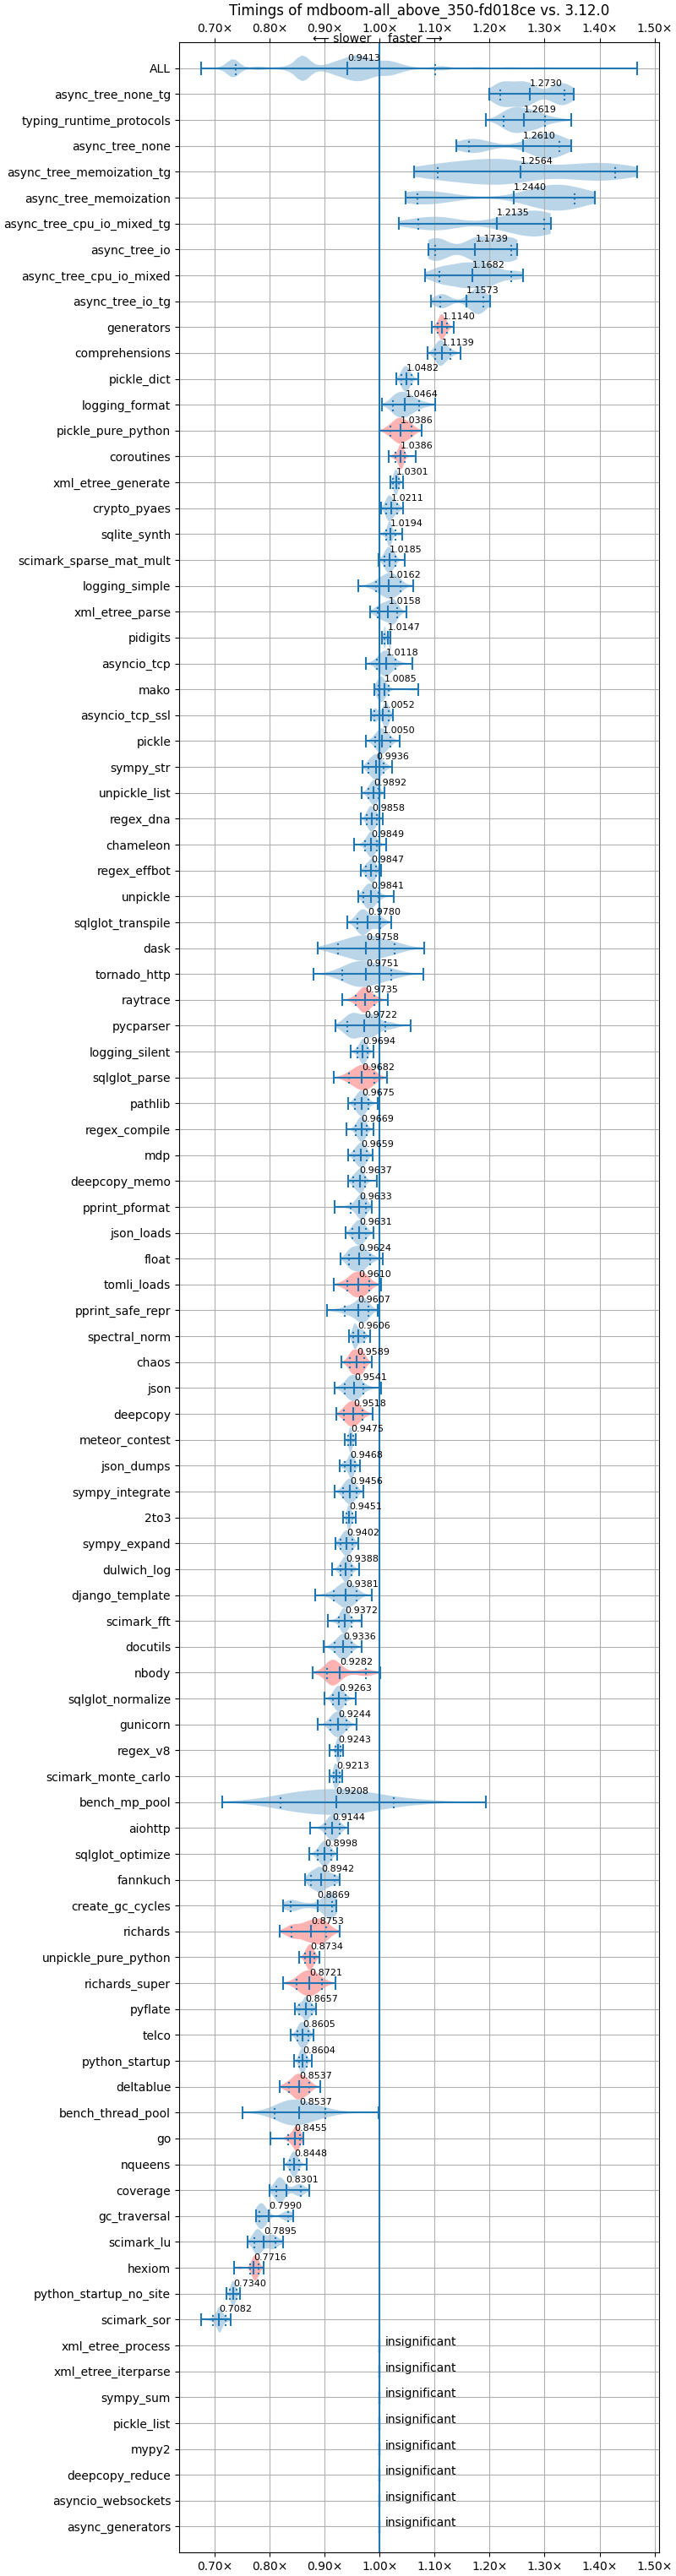 Timings of mdboom-all_above_350-fd018ce vs. 3.12.0
0.70× 0.80× 0.90× 1.00× 1.10× 1.20× 1.30× 1.40× 1.50×
⟵ slower faster ⟶
ALL 0.9413
async_tree_none_tg 1.2730
typing_runtime_protocols 1.2619
async_tree_none 1.2610
async_tree_memoization_tg 1.2564
async_tree_memoization 1.2440
async_tree_cpu_io_mixed_tg 1.2135
async_tree_io 1.1739
async_tree_cpu_io_mixed 1.1682
async_tree_io_tg 1.1573
generators 1.1140
comprehensions 1.1139
pickle_dict 1.0482
logging_format 1.0464
pickle_pure_python 1.0386
coroutines 1.0386
xml_etree_generate 1.0301
crypto_pyaes 1.0211
sqlite_synth 1.0194
scimark_sparse_mat_mult 1.0185
logging_simple 1.0162
xml_etree_parse 1.0158
pidigits 1.0147
asyncio_tcp 1.0118
mako 1.0085
asyncio_tcp_ssl 1.0052
pickle 1.0050
sympy_str 0.9936
unpickle_list 0.9892
regex_dna 0.9858
chameleon 0.9849
regex_effbot 0.9847
unpickle 0.9841
sqlglot_transpile 0.9780
dask 0.9758
tornado_http 0.9751
raytrace 0.9735
pycparser 0.9722
logging_silent 0.9694
sqlglot_parse 0.9682
pathlib 0.9675
regex_compile 0.9669
mdp 0.9659
deepcopy_memo 0.9637
pprint_pformat 0.9633
json_loads 0.9631
float 0.9624
tomli_loads 0.9610
pprint_safe_repr 0.9607
spectral_norm 0.9606
chaos 0.9589
json 0.9541
deepcopy 0.9518
meteor_contest 0.9475
json_dumps 0.9468
sympy_integrate 0.9456
2to3 0.9451
sympy_expand 0.9402
dulwich_log 0.9388
django_template 0.9381
scimark_fft 0.9372
docutils 0.9336
nbody 0.9282
sqlglot_normalize 0.9263
gunicorn 0.9244
regex_v8 0.9243
scimark_monte_carlo 0.9213
bench_mp_pool 0.9208
aiohttp 0.9144
sqlglot_optimize 0.8998
fannkuch 0.8942
create_gc_cycles 0.8869
richards 0.8753
unpickle_pure_python 0.8734
richards_super 0.8721
pyflate 0.8657
telco 0.8605
python_startup 0.8604
deltablue 0.8537
bench_thread_pool 0.8537
go 0.8455
nqueens 0.8448
coverage 0.8301
gc_traversal 0.7990
scimark_lu 0.7895
hexiom 0.7716
python_startup_no_site 0.7340
scimark_sor 0.7082
xml_etree_process insignificant
xml_etree_iterparse insignificant
sympy_sum insignificant
pickle_list insignificant
mypy2 insignificant
deepcopy_reduce insignificant
asyncio_websockets insignificant
async_generators insignificant
0.70× 0.80× 0.90× 1.00× 1.10× 1.20× 1.30× 1.40× 1.50×